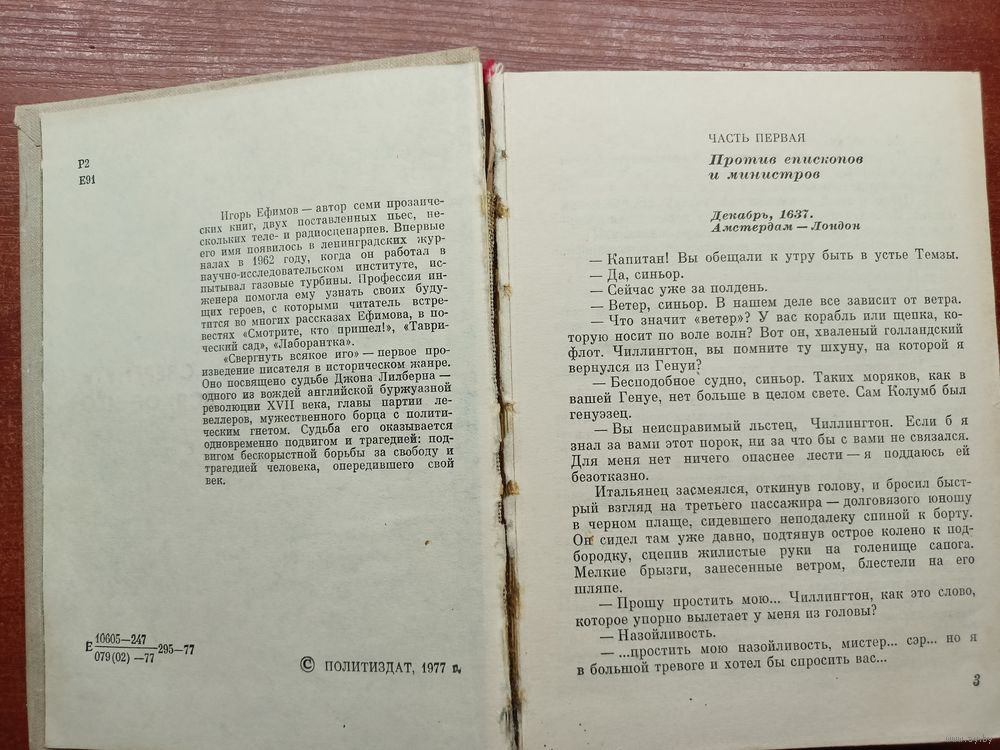 Р2
Е91
Игорь Ефимов — автор семи прозаиче-
ских книг, двух поставленных пьес, не-
скольких теле- и радиосценариев. Впервые
его имя появилось в ленинградских жур-
налах в 1962 году, когда он работал в
научно-исследовательском институте, ис-
пытывал газовые турбины. Профессия ин-
женера помогла ему узнать своих буду-
щих героев, с которыми читатель встре-
тится во многих рассказах Ефимова, в по-
вестях «Смотрите, кто пришел!», «Таври-
ческий сад», «Лаборантка».
«Свергнуть всякое иго» — первое про-
изведение писателя в историческом жанре.
Оно посвящено судьбе Джона Лилберна —
одного из вождей английской буржуазной
революции XVII века, главы партии ле-
веллеров, мужественного борца с полити-
ческим гнетом. Судьба его оказывается
одновременно подвигом и трагедией: под-
вигом бескорыстной борьбы за свободу и
трагедией человека, опередившего свой
век.
Е 10605—247
079(02)—77 295—77
© ПОЛИТИЗДАТ, 1977 г.
ЧАСТЬ ПЕРВАЯ
Против епископов
и министров
Декабрь, 1637.
Амстердам — Лондон
— Капитан! Вы обещали к утру быть в устье Темзы.
— Да, синьор.
— Сейчас уже за полдень.
— Ветер, синьор. В нашем деле все зависит от ветра.
— Что значит «ветер»? У вас корабль или щепка, ко-
торую носит по воле волн? Вот он, хваленый голландский
флот. Чиллингтон, вы помните ту шхуну, на которой я
вернулся из Генуи?
— Бесподобное судно, синьор. Таких моряков, как в
вашей Генуе, нет больше в целом свете. Сам Колумб был
генуэзец.
— Вы неисправимый льстец, Чиллингтон. Если б я
знал за вами этот порок, ни за что бы с вами не связался.
Для меня нет ничего опаснее лести — я поддаюсь ей
безотказно.
Итальянец засмеялся, откинув голову, и бросил быст-
рый взгляд на третьего пассажира — долговязого юношу
в черном плаще, сидевшего неподалеку спиной к борту.
Он сидел там уже давно, подтянув острое колено к под-
бородку, сцепив жилистые руки на голенище сапога.
Мелкие брызги, занесенные ветром, блестели на его
шляпе.
— Прошу простить мою... Чиллингтон, как это слово,
которое упорно вылетает у меня из головы?
— Назойливость.
— ...простить мою назойливость, мистер... сэр... но я
в большой тревоге и хотел бы спросить вас...
3